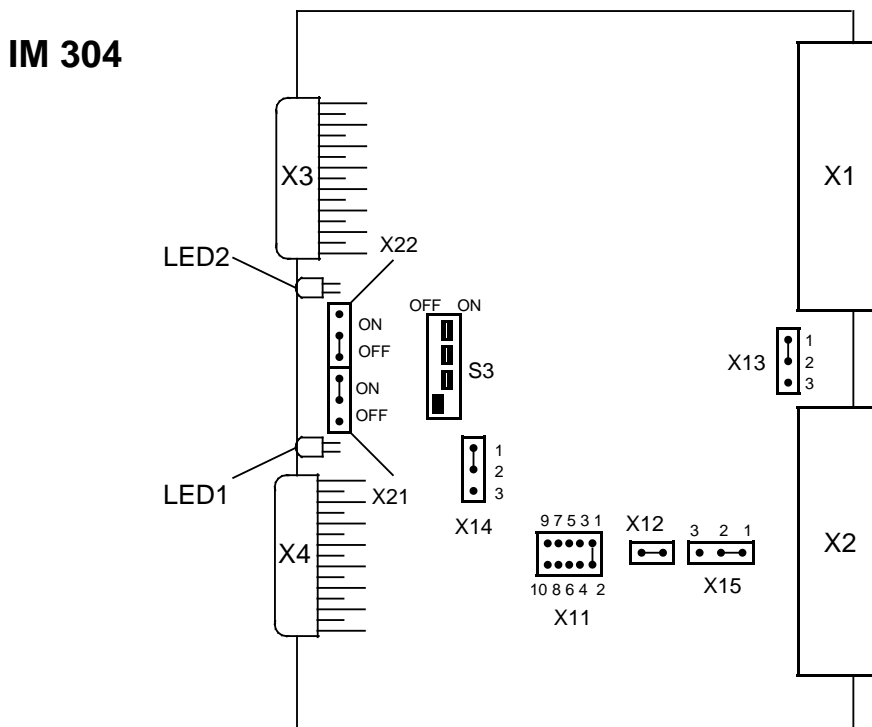 IM 304
X3
X1
X22
LED2
OFF ON
ON
OFF
S3
X13
1
2
3
ON
OFF
LED1
X21
1
2
3
X14
X4
9 7 5 3 1
X12
3 2 1
X2
10 8 6 4 2
X15
X11